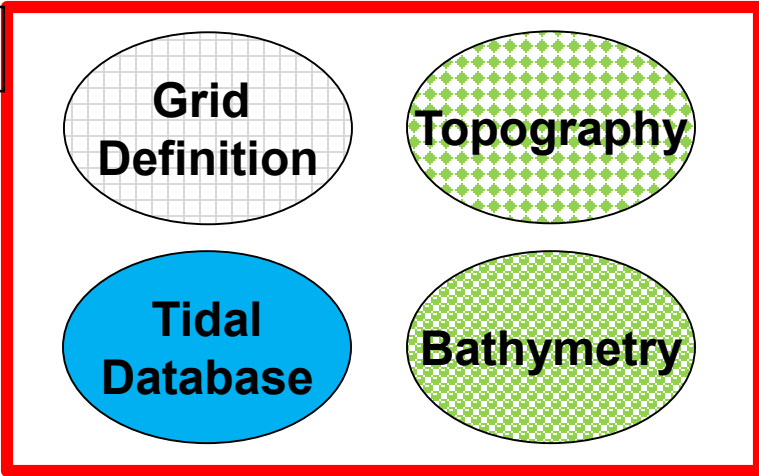 Grid
Definition
Topography
Tidal
Database
Bathymetry